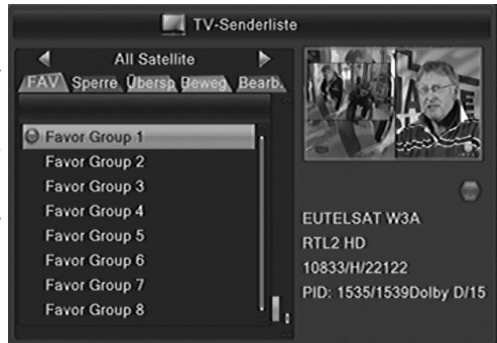 TV-Senderliste
All Satellite
FAV Sperre Übersp Beweg Bearb.
Favor Group 1
Favor Group 2
Favor Group 3
Favor Group 4
Favor Group 5
Favor Group 6
Favor Group 7
Favor Group 8
EUTELSAT W3A
RTL2 HD
10833/H/22122
PID: 1535/1539Dolby D/15